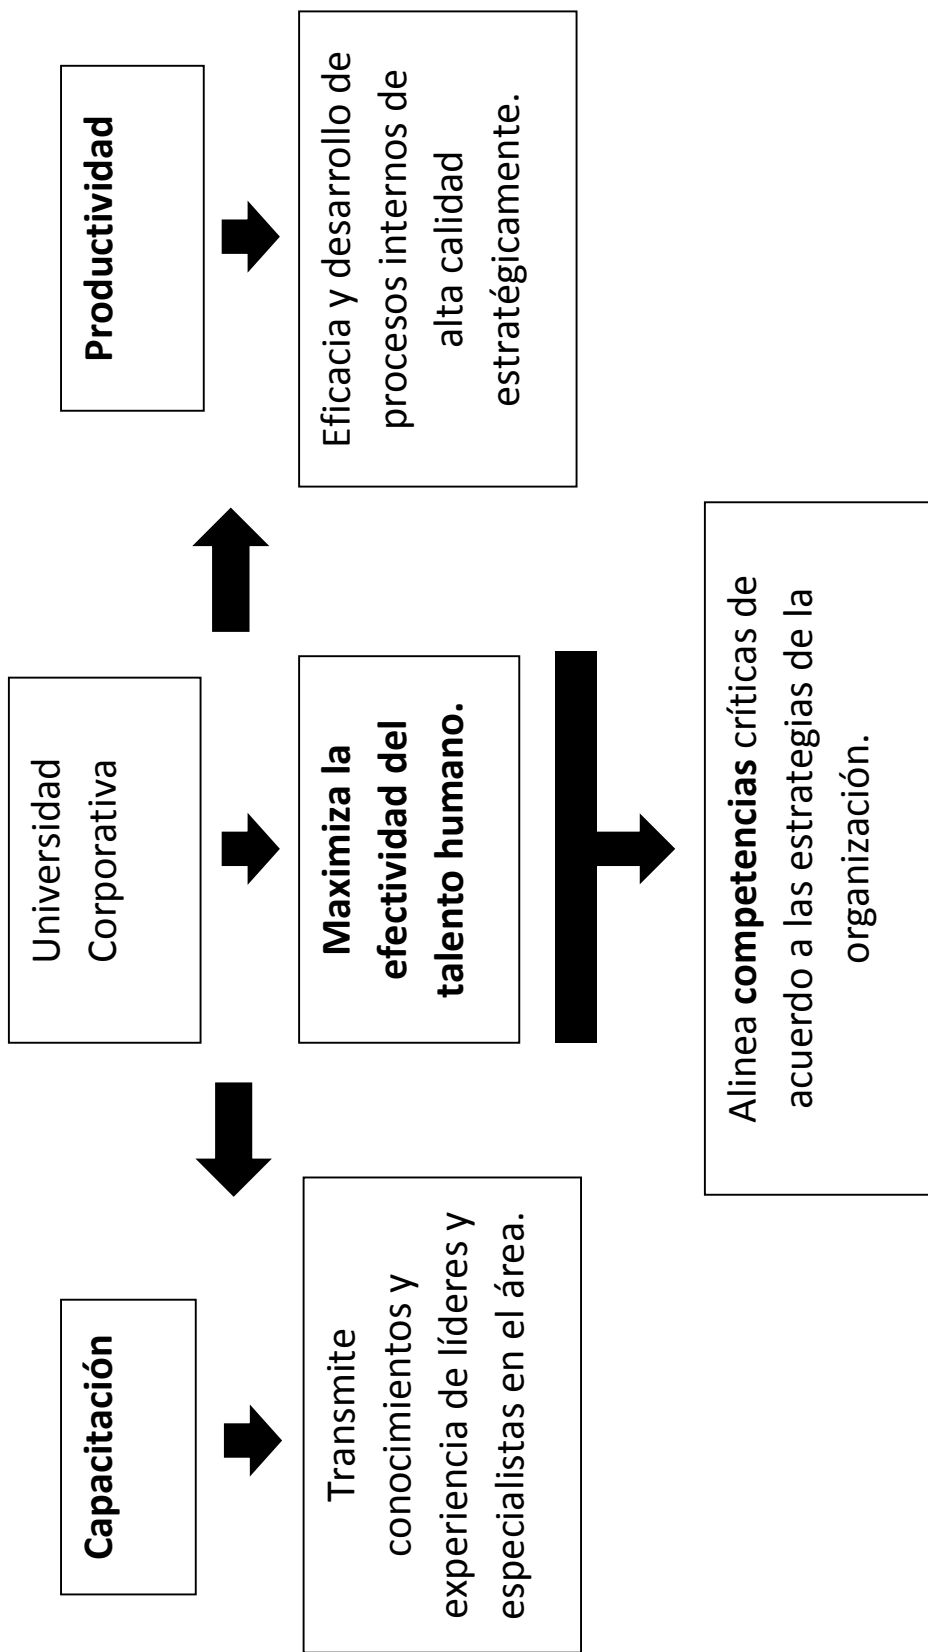 Universidad
Corporativa
Capacitación
Productividad
Transmite
conocimientos y
experiencia de líderes y
especialistas en el área.
Maximiza la
efectividad del
talento humano.
Eficacia y desarrollo de
procesos internos de
alta calidad
estratégicamente.
Alinea competencias críticas de
acuerdo a las estrategias de la
organización.